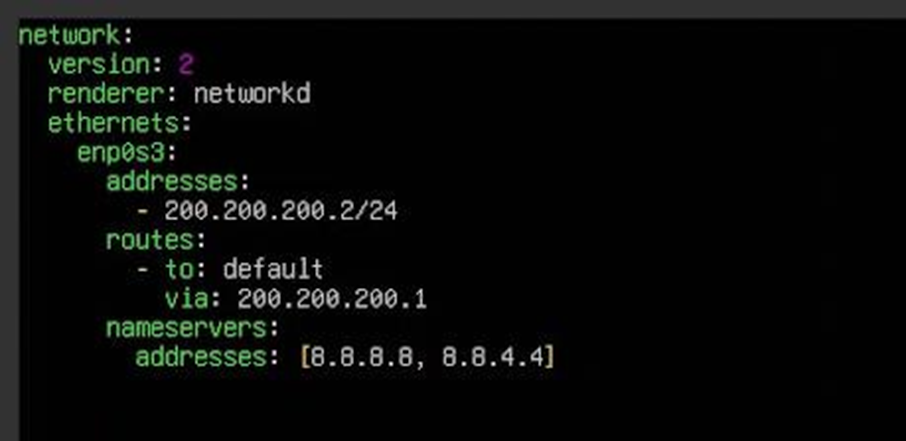 network:
  version: 2
  renderer: networkd
  ethernets:
    enp0s3:
      addresses:
        - 200.200.200.2/24
      routes:
        - to: default
          via: 200.200.200.1
      nameservers:
        addresses: [8.8.8.8, 8.8.4.4]